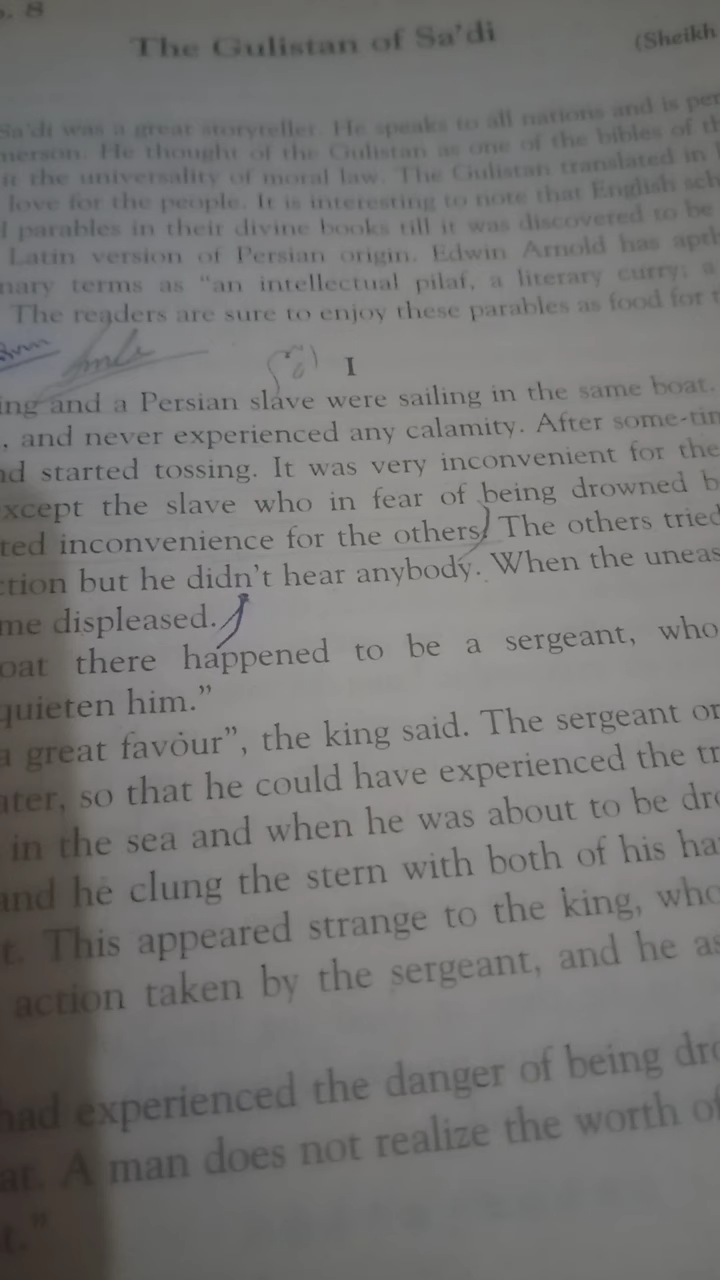 . 8
The Gulistan of Sa'di
(Sheikh
Sa'di was a great storyteller. He speaks to all nations and is per
merson. He thought of the Gulistan as one of the bibles of th
it the universality of moral law. The Gulistan translated in
love for the people. It is interesting to note that English sch
l parables in their divine books till it was discovered to be
Latin version of Persian origin. Edwin Arnold has apth
nary terms as "an intellectual pilaf, a literary curry; a
The readers are sure to enjoy these parables as food for t
I
ing and a Persian slave were sailing in the same boat.
, and never experienced any calamity. After some-tim
nd started tossing. It was very inconvenient for the
xcept the slave who in fear of being drowned b
ted inconvenience for the others. The others tried
ction but he didn't hear anybody. When the uneas
me displeased.
oat there happened to be a sergeant, who
quieten him."
a great favour", the king said. The sergeant or
ater, so that he could have experienced the tr
in the sea and when he was about to be dro
and he clung the stern with both of his ha
t. This appeared strange to the king, who
action taken by the sergeant, and he as
had experienced the danger of being dro
at. A man does not realize the worth of
t."